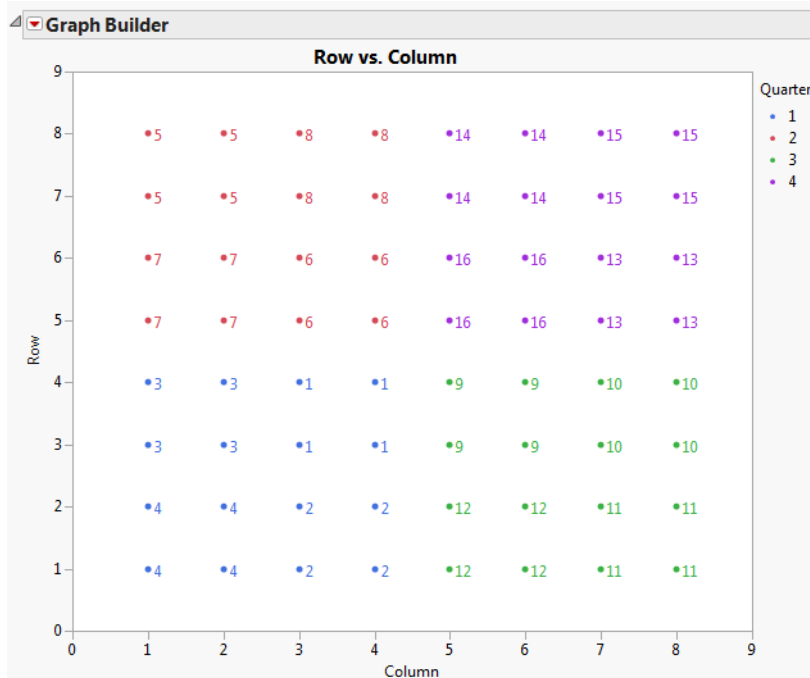 Graph Builder
Row vs. Column
9
Quarter
1
8 5 5 8 8 14 14 15 15
2
3
7 5 5 8 8 14 14 15 15
4
6 7 7 6 6 16 16 13 13
5 7 7 6 6 16 16 13 13
Row
4 3 3 1 1 9 9 10 10
3 3 3 1 1 9 9 10 10
2 4 4 2 2 12 12 11 11
1 4 4 2 2 12 12 11 11
0
0 1 2 3 4 5 6 7 8 9
Column